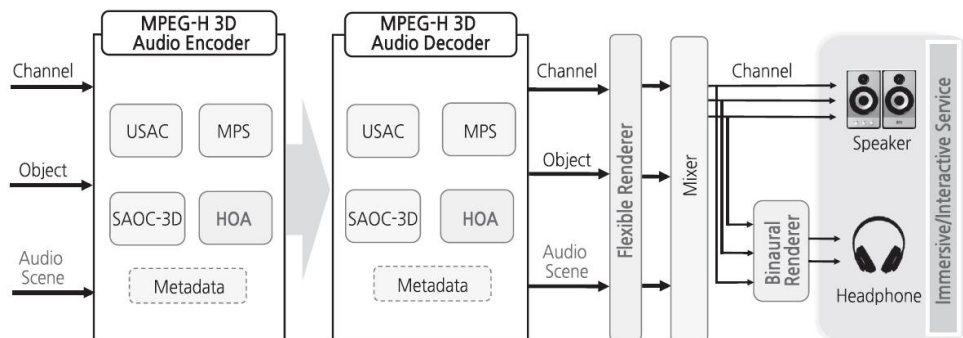 MPEG-H 3D
Audio Encoder
Channel
Object
Audio
Scene
USAC
MPS
SAOC-3D
HOA
Metadata
MPEG-H 3D
Audio Decoder
USAC
MPS
SAOC-3D
HOA
Metadata
Channel
Object
Audio
Scene
Flexible Renderer
Mixer
Channel
Binaural
Renderer
Speaker
Headphone
Immersive/Interactive Service